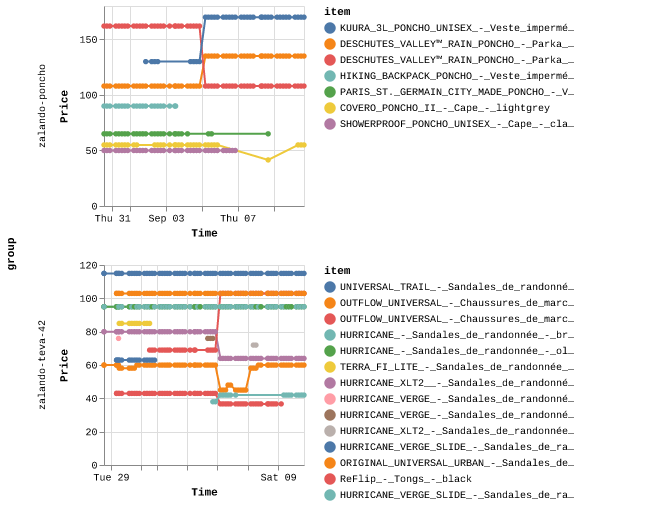 item
KUURA_3L_PONCHO_UNISEX_-_Veste_impermé…
DESCHUTES_VALLEY™_RAIN_PONCHO_-_Parka_…
DESCHUTES_VALLEY™_RAIN_PONCHO_-_Parka_…
HIKING_BACKPACK_PONCHO_-_Veste_impermé…
PARIS_ST._GERMAIN_CITY_MADE_PONCHO_-_V…
COVERO_PONCHO_II_-_Cape_-_lightgrey
SHOWERPROOF_PONCHO_UNISEX_-_Cape_-_cla…
zalando-poncho
Price
150
100
50
0
Thu 31 Sep 03 Thu 07
Time
group
item
UNIVERSAL_TRAIL_-_Sandales_de_randonné…
OUTFLOW_UNIVERSAL_-_Chaussures_de_marc…
OUTFLOW_UNIVERSAL_-_Chaussures_de_marc…
HURRICANE_-_Sandales_de_randonnée_-_br…
HURRICANE_-_Sandales_de_randonnée_-_ol…
TERRA_FI_LITE_-_Sandales_de_randonnée_…
HURRICANE_XLT2__-_Sandales_de_randonné…
HURRICANE_VERGE_-_Sandales_de_randonné…
HURRICANE_VERGE_-_Sandales_de_randonné…
HURRICANE_XLT2_-_Sandales_de_randonnée…
HURRICANE_VERGE_SLIDE_-_Sandales_de_ra…
ORIGINAL_UNIVERSAL_URBAN_-_Sandales_de…
ReFlip_-_Tongs_-_black
HURRICANE_VERGE_SLIDE_-_Sandales_de_ra…
zalando-teva-42
Price
120
100
80
60
40
20
0
Tue 29 Sat 09
Time